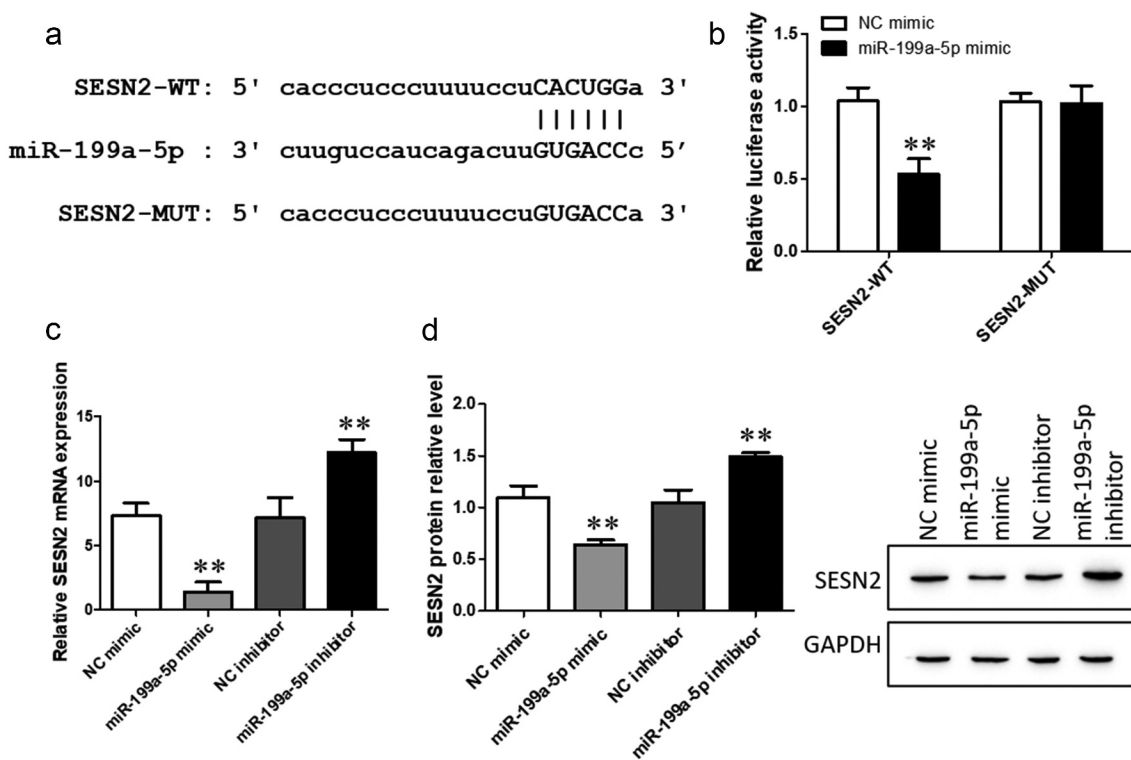 a
SESN2-WT: 5' cacccucccuuuuccuCACUGGa 3'
miR-199a-5p : 3' cuuguccaucagacuuGUGACCc 5′
SESN2-MUT: 5' cacccucccuuuuccuGUGACCa 3'
b
NC mimic
miR-199a-5p mimic
Relative luciferase activity
1.5
1.0
0.5
0.0
**
SESN2-WT
SESN2-MUT
c
Relative SESN2 mRNA expression
15
10
5
0
**
**
NC mimic
miR-199a-5p mimic
NC inhibitor
miR-199a-5p inhibitor
d
SESN2 protein relative level
2.0
1.5
1.0
0.5
0.0
**
**
NC mimic
miR-199a-5p mimic
NC inhibitor
miR-199a-5p inhibitor
NC mimic
miR-199a-5p
mimic
NC inhibitor
miR-199a-5p
inhibitor
SESN2
GAPDH